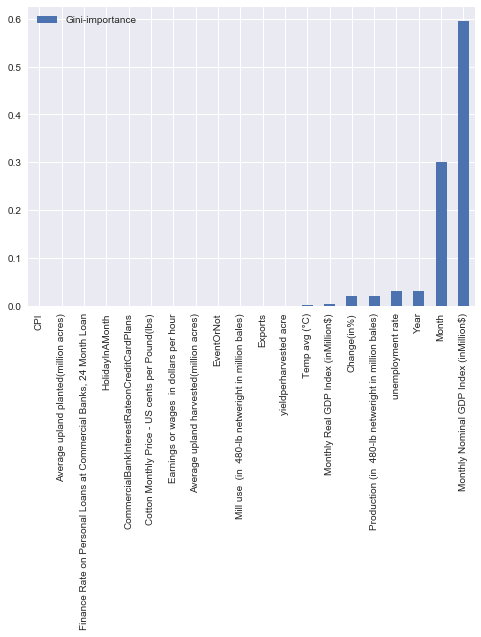 Gini-importance
0.6
0.5
0.4
0.3
0.2
0.1
0.0
CPI
Average upland planted(million acres)
Finance Rate on Personal Loans at Commercial Banks, 24 Month Loan
HolidayInAMonth
CommercialBankInterestRateonCreditCardPlans
Cotton Monthly Price - US cents per Pound(lbs)
Earnings or wages  in dollars per hour
Average upland harvested(million acres)
EventOrNot
Mill use  (in  480-lb netweright in million bales)
Exports
yieldperharvested acre
Temp avg (°C)
Monthly Real GDP Index (inMillion$)
Change(in%)
Production (in  480-lb netweright in million bales)
unemployment rate
Year
Month
Monthly Nominal GDP Index (inMillion$)